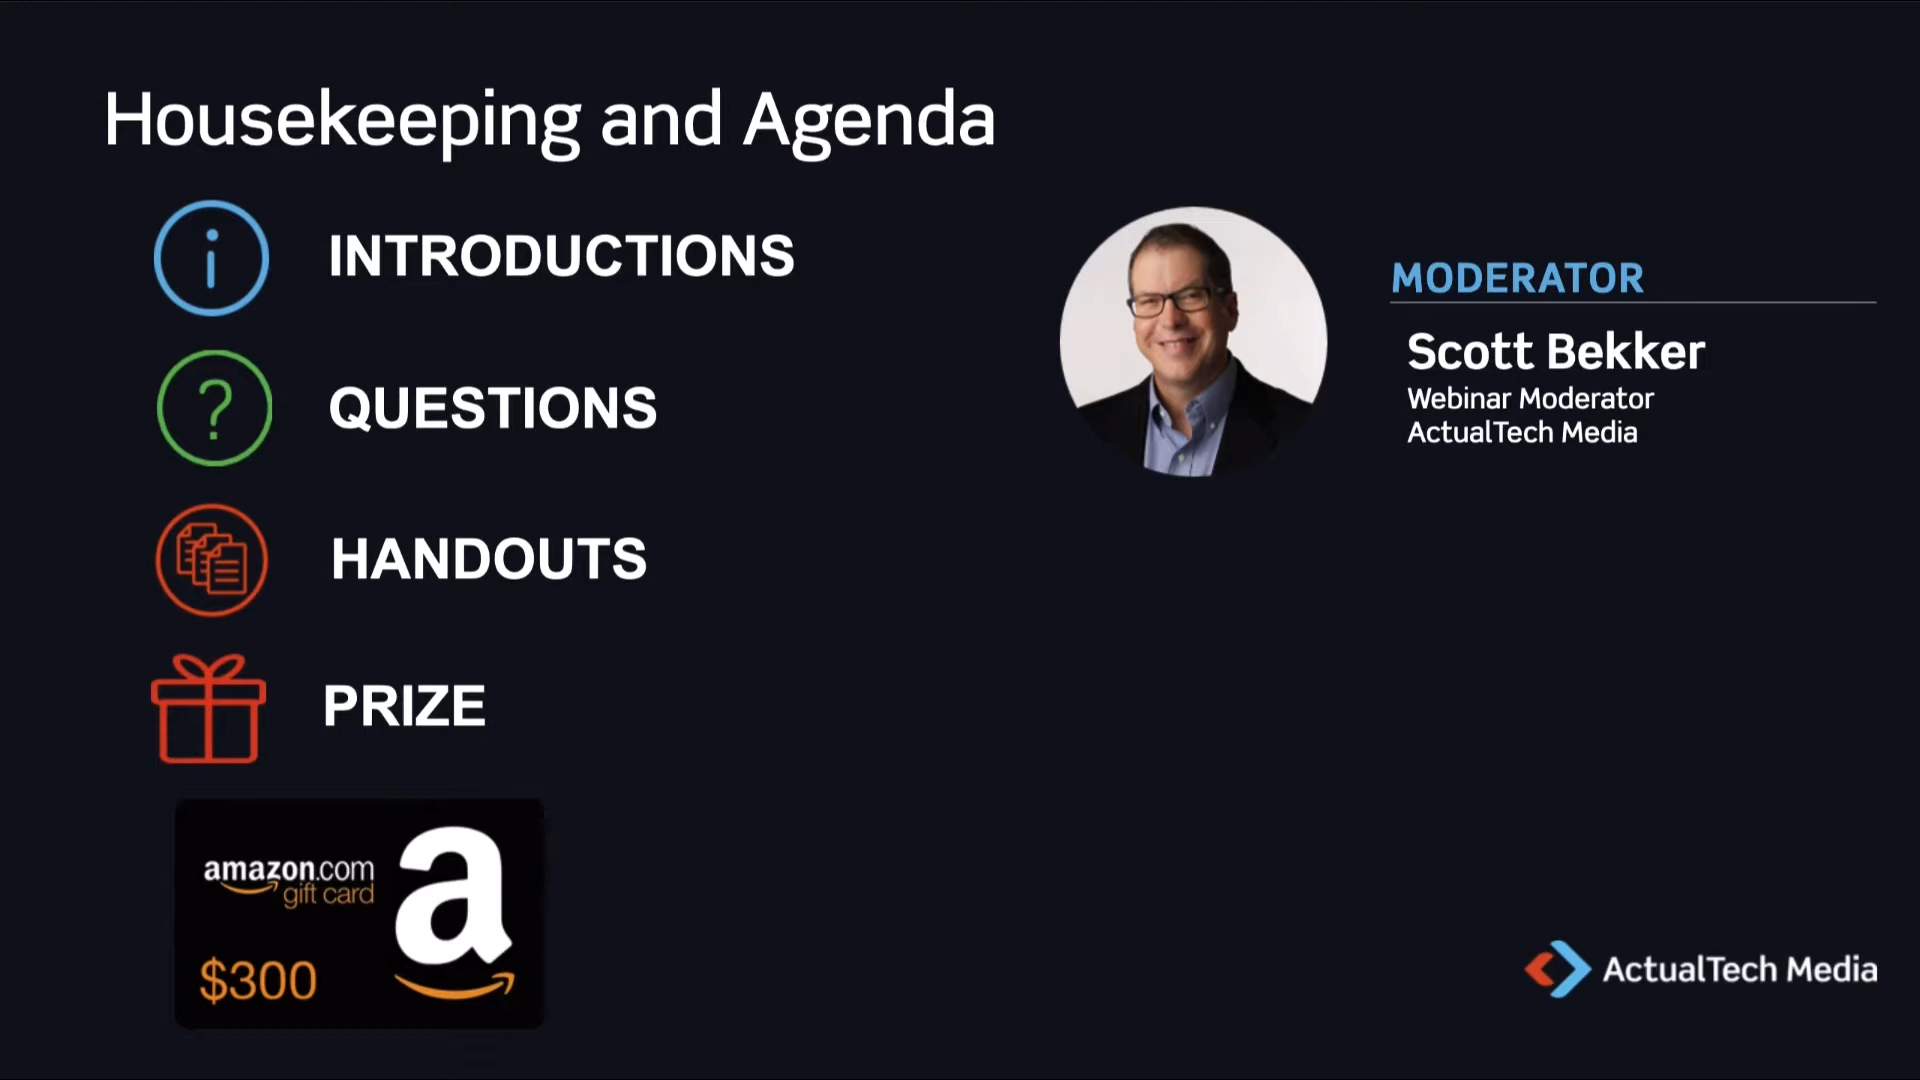 Housekeeping and Agenda
INTRODUCTIONS
QUESTIONS
HANDOUTS
PRIZE
amazon.com
gift card
a
$300
MODERATOR
Scott Bekker
Webinar Moderator
ActualTech Media
ActualTech Media